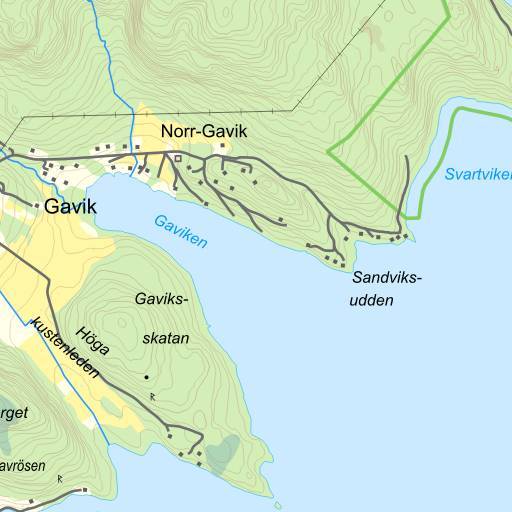 Norr-Gavik
Svartviken
Gavik
Gaviken
Sandviks-
udden
Gaviks-
skatan
Höga
kustenleden
rget
avrösen
R
R